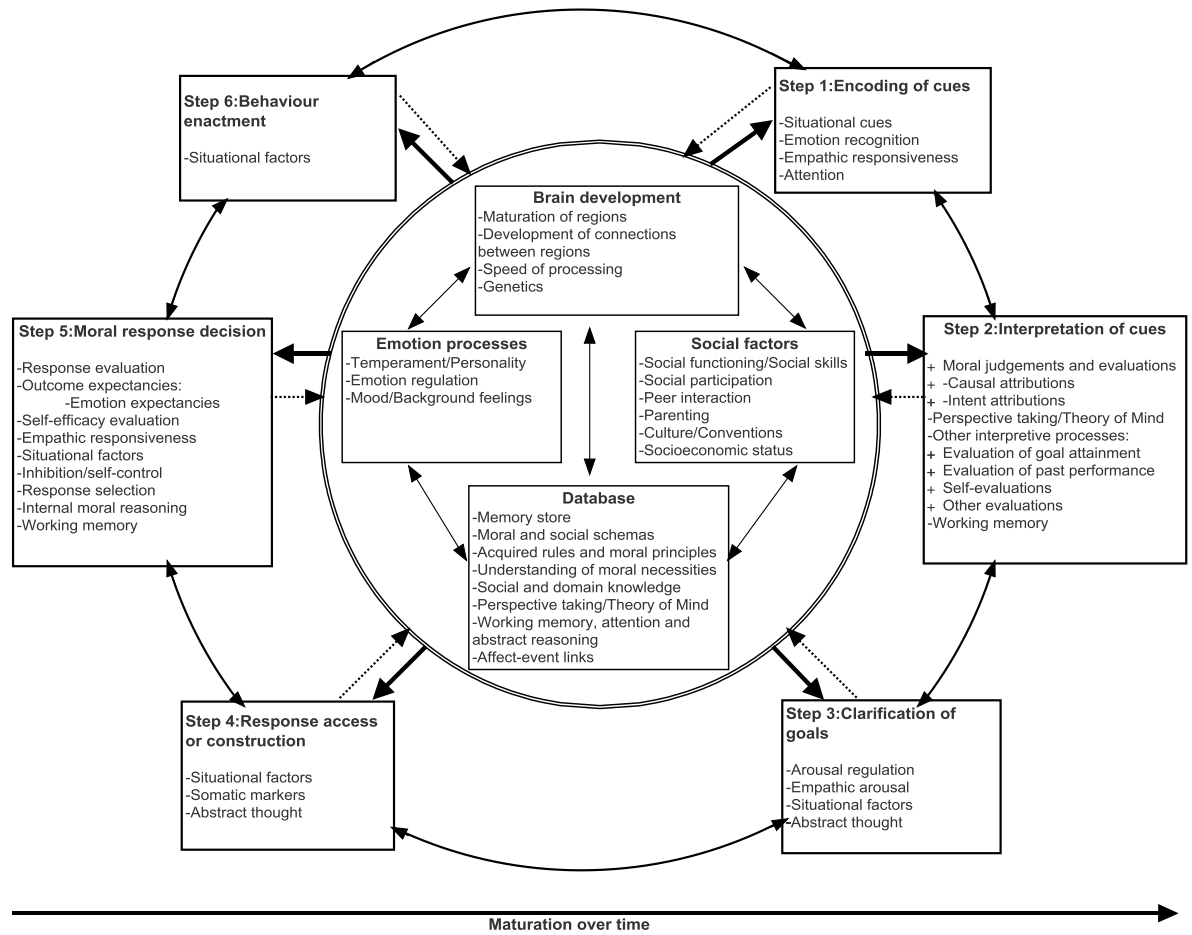 Step 6:Behaviour
enactment
-Situational factors
Step 1:Encoding of cues
-Situational cues
-Emotion recognition
-Empathic responsiveness
-Attention
Brain development
-Maturation of regions
-Development of connections
between regions
-Speed of processing
-Genetics
Step 5:Moral response decision
-Response evaluation
-Outcome expectancies:
-Emotion expectancies
-Self-efficacy evaluation
-Empathic responsiveness
-Situational factors
-Inhibition/self-control
-Response selection
-Internal moral reasoning
-Working memory
Emotion processes
-Temperament/Personality
-Emotion regulation
-Mood/Background feelings
Social factors
-Social functioning/Social skills
-Social participation
-Peer interaction
-Parenting
-Culture/Conventions
-Socioeconomic status
Step 2:Interpretation of cues
+ Moral judgements and evaluations
+ -Causal attributions
+ -Intent attributions
-Perspective taking/Theory of Mind
-Other interpretive processes:
+ Evaluation of goal attainment
+ Evaluation of past performance
+ Self-evaluations
+ Other evaluations
-Working memory
Database
-Memory store
-Moral and social schemas
-Acquired rules and moral principles
-Understanding of moral necessities
-Social and domain knowledge
-Perspective taking/Theory of Mind
-Working memory, attention and
abstract reasoning
-Affect-event links
Step 4:Response access
or construction
-Situational factors
-Somatic markers
-Abstract thought
Step 3:Clarification of
goals
-Arousal regulation
-Empathic arousal
-Situational factors
-Abstract thought
Maturation over time